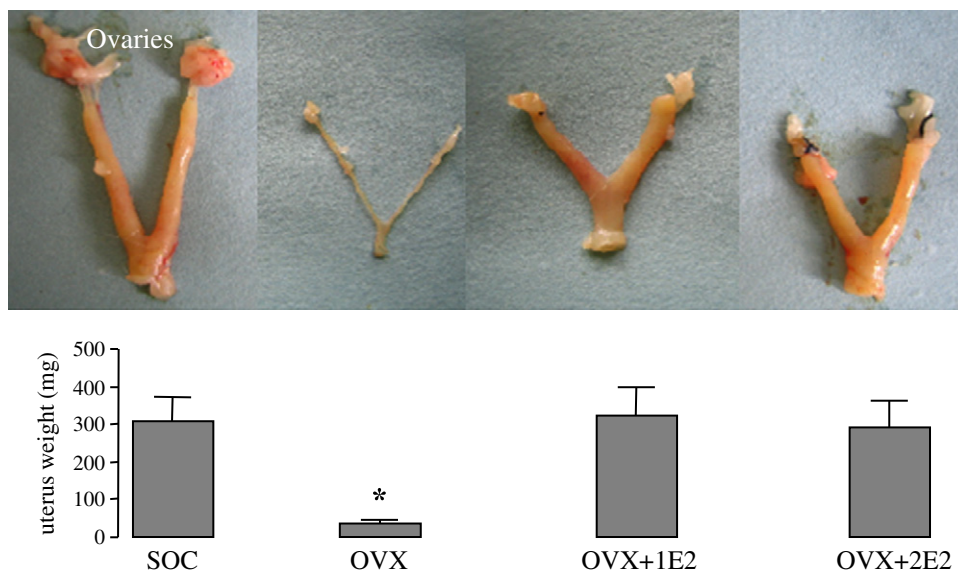 Ovaries
uterus weight (mg)
500
400
300
200
100
0
*
SOC
OVX
OVX+1E2
OVX+2E2